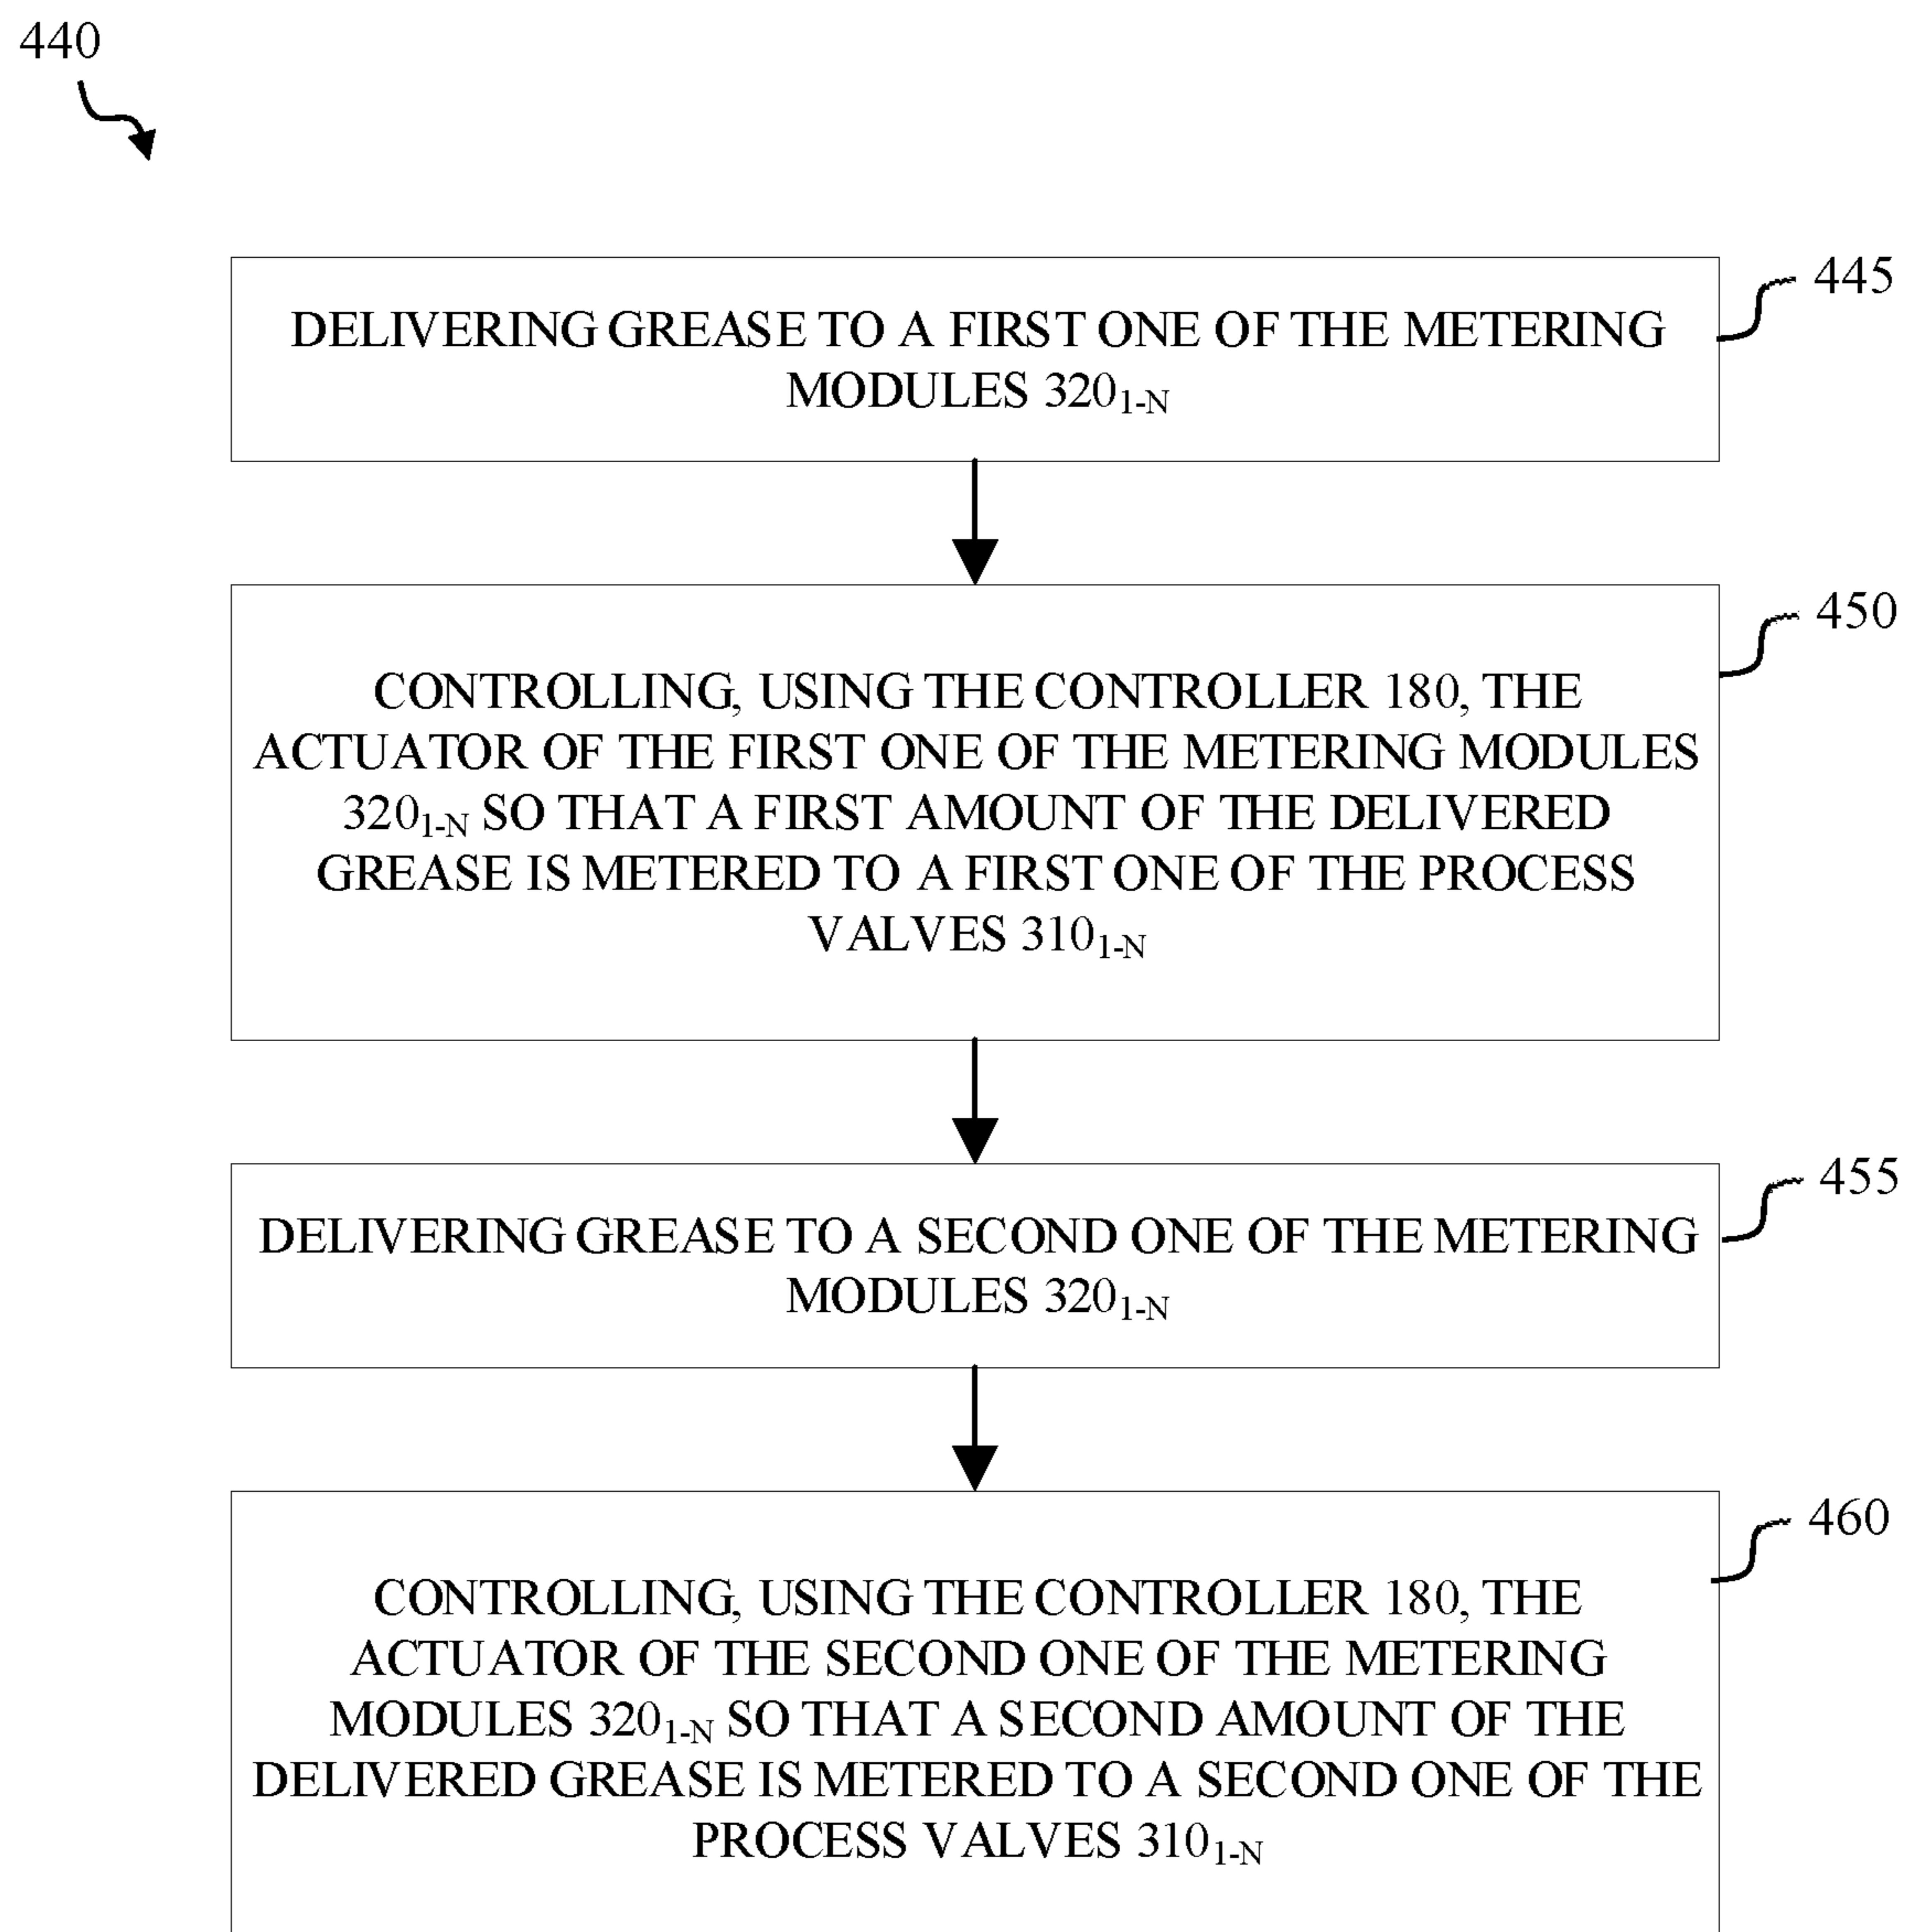 440
445
DELIVERING GREASE TO A FIRST ONE OF THE METERING
MODULES 320₁₋N
450
CONTROLLING, USING THE CONTROLLER 180, THE
ACTUATOR OF THE FIRST ONE OF THE METERING MODULES
320₁₋N SO THAT A FIRST AMOUNT OF THE DELIVERED
GREASE IS METERED TO A FIRST ONE OF THE PROCESS
VALVES 310₁₋N
455
DELIVERING GREASE TO A SECOND ONE OF THE METERING
MODULES 320₁₋N
460
CONTROLLING, USING THE CONTROLLER 180, THE
ACTUATOR OF THE SECOND ONE OF THE METERING
MODULES 320₁₋N SO THAT A SECOND AMOUNT OF THE
DELIVERED GREASE IS METERED TO A SECOND ONE OF THE
PROCESS VALVES 310₁₋N